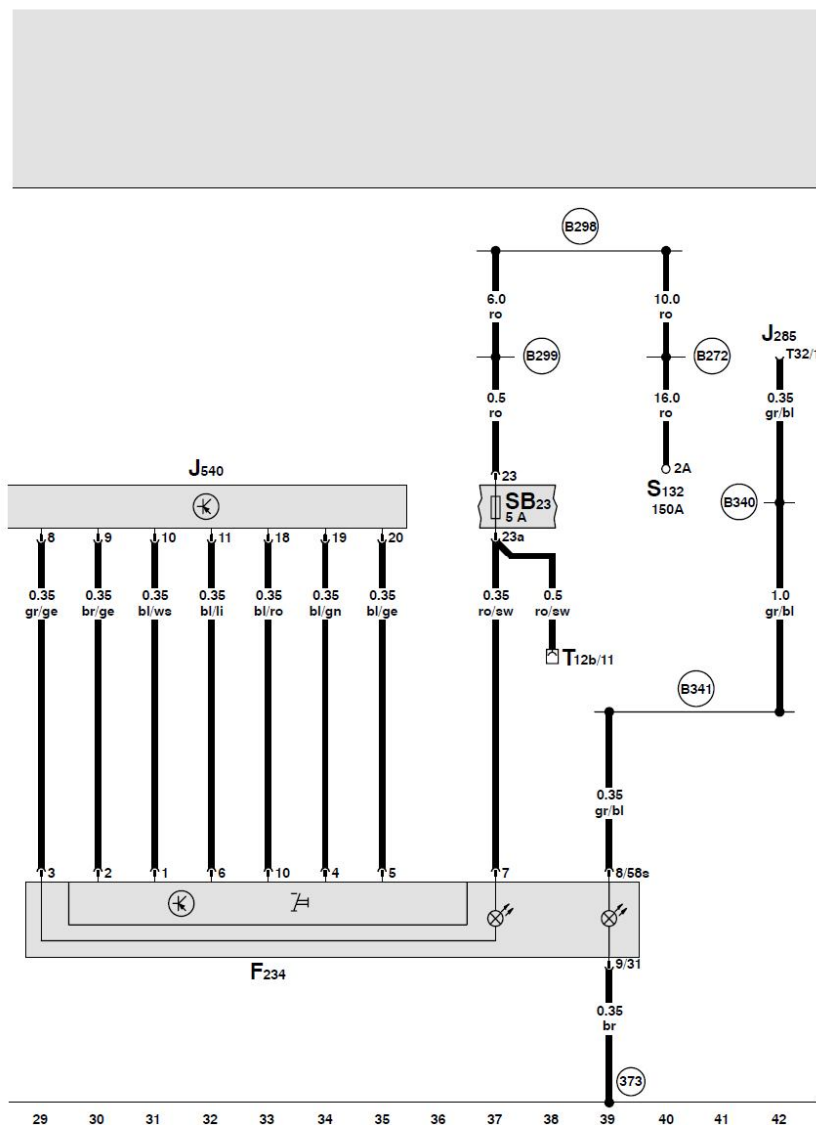 B298
6.0 10.0
ro ro
J285
B299 B272 T32/1
0.5 16.0 0.35
ro ro gr/bl
J540 23 2A
SB23 S132 B340
5 A 150A
8 9 10 11 18 19 20 23a
0.35 0.35 0.35 0.35 0.35 0.35 0.35 0.35 0.5 1.0
gr/ge br/ge bl/ws bl/li bl/ro bl/gn bl/ge ro/sw ro/sw gr/bl
T12b/11
B341
0.35
gr/bl
3 2 1 6 10 4 5 7 8/58s
F234 9/31
0.35
br
373
29 30 31 32 33 34 35 36 37 38 39 40 41 42